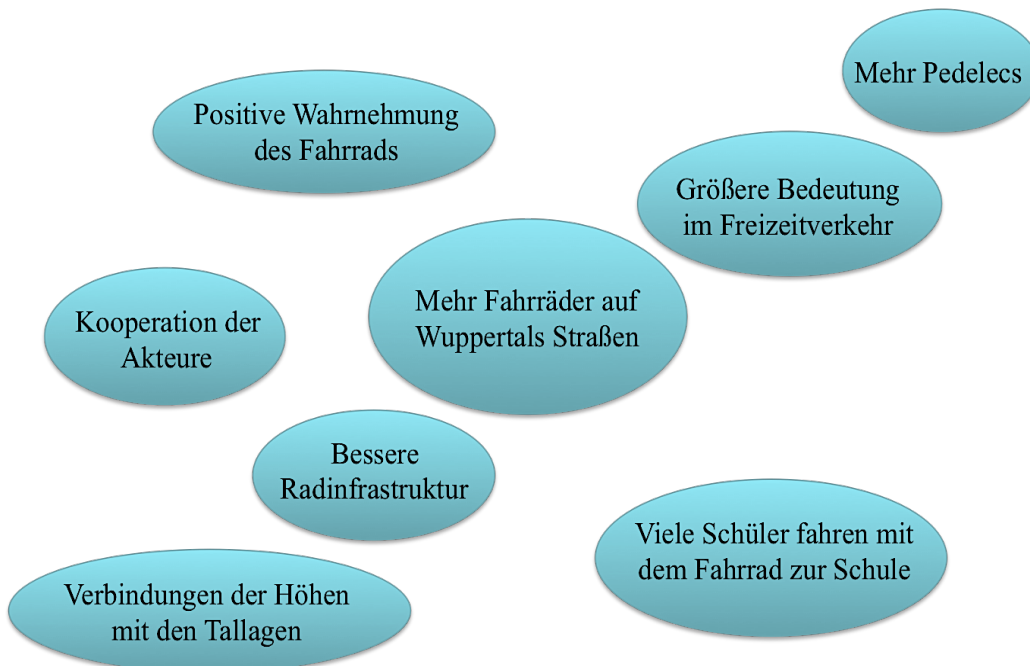 Mehr Pedelecs
Positive Wahrnehmung
des Fahrrads
Größere Bedeutung
im Freizeitverkehr
Mehr Fahrräder auf
Wuppertals Straßen
Kooperation der
Akteure
Bessere
Radinfrastruktur
Viele Schüler fahren mit
dem Fahrrad zur Schule
Verbindungen der Höhen
mit den Tallagen